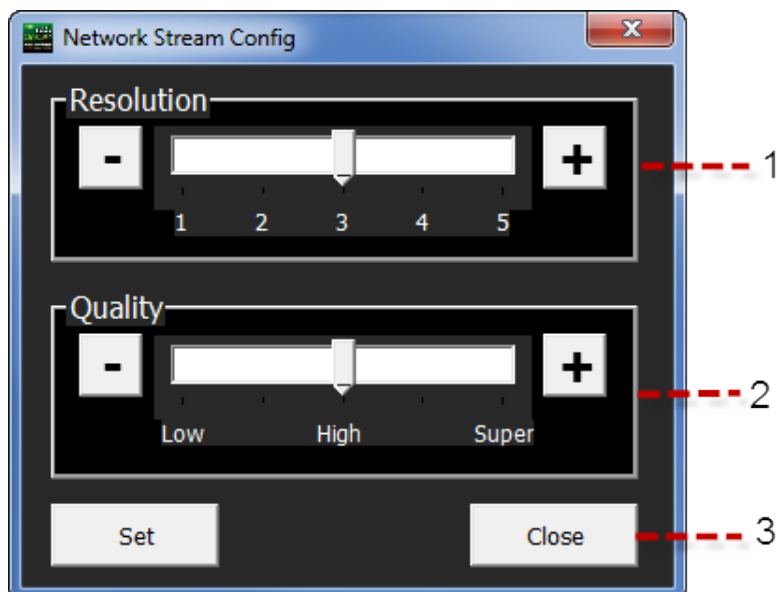 Network Stream Config
x
Resolution
- +
1 2 3 4 5
1
Quality
- +
Low High Super
2
Set Close
3